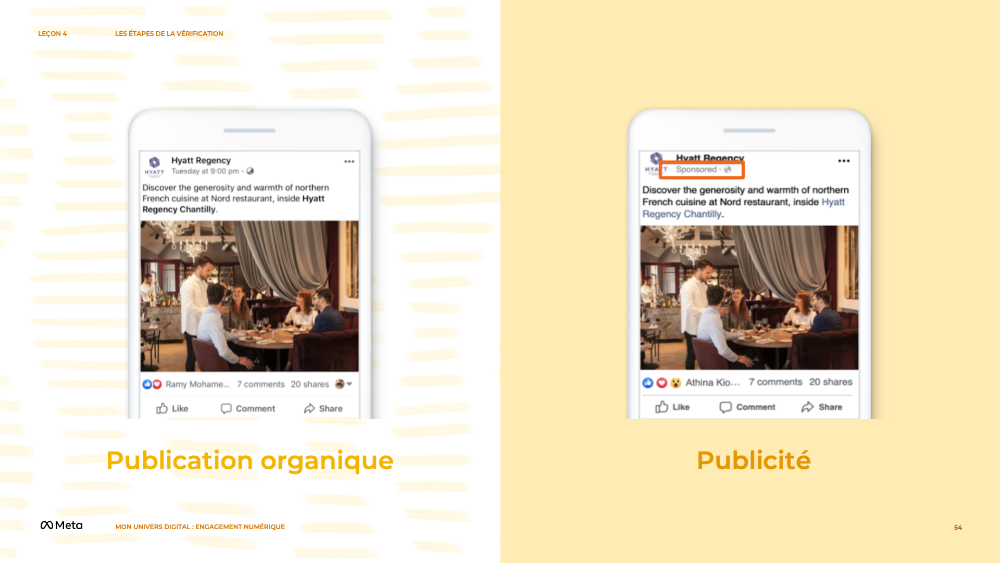 LEÇON 4
LES ÉTAPES DE LA VÉRIFICATION
Hyatt Regency
Tuesday at 9:00 pm ·
HYATT
Discover the generosity and warmth of northern
French cuisine at Nord restaurant, inside Hyatt
Regency Chantilly.
Ramy Mohame... 7 comments 20 shares
Like Comment Share
Publication organique
Hyatt Regency
Sponsored ·
HYATT
Discover the generosity and warmth of northern
French cuisine at Nord restaurant, inside Hyatt
Regency Chantilly.
Athina Kio... 7 comments 20 shares
Like Comment Share
Publicité
Meta
MON UNIVERS DIGITAL : ENGAGEMENT NUMÉRIQUE
54